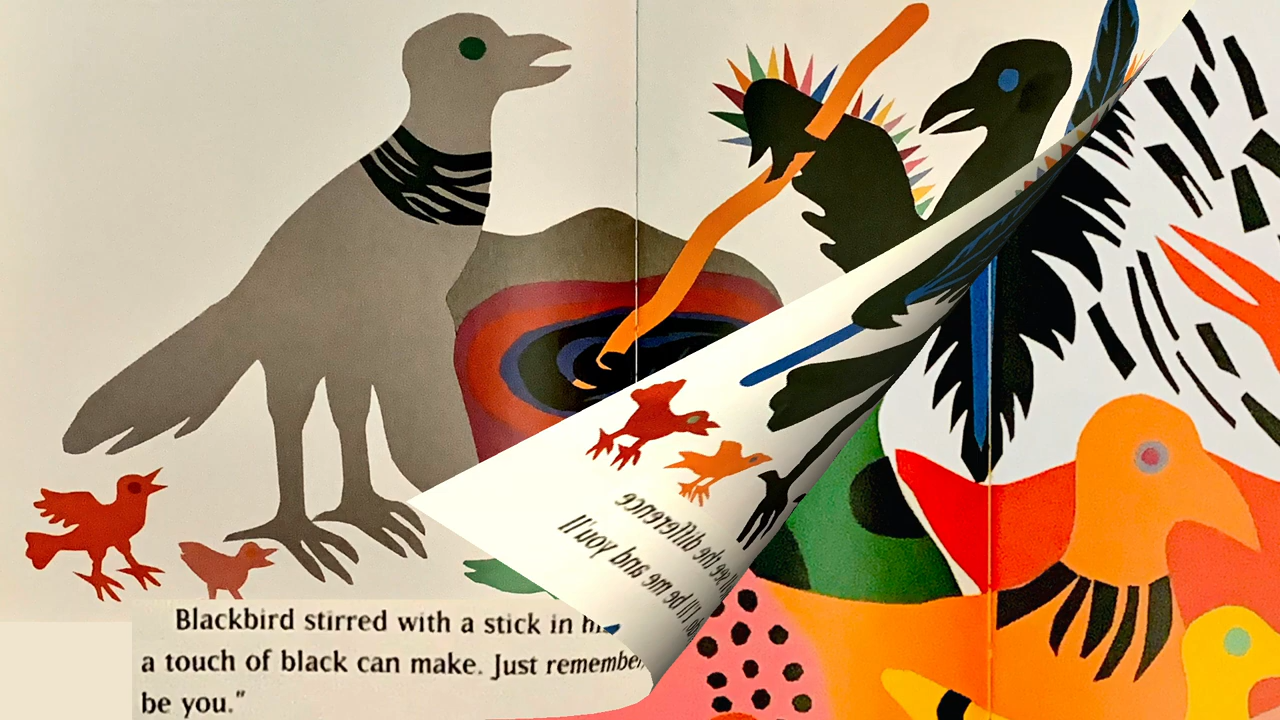 see the difference
I'll be me and you'll
Blackbird stirred with a stick in
a touch of black can make. Just remember,
be you."